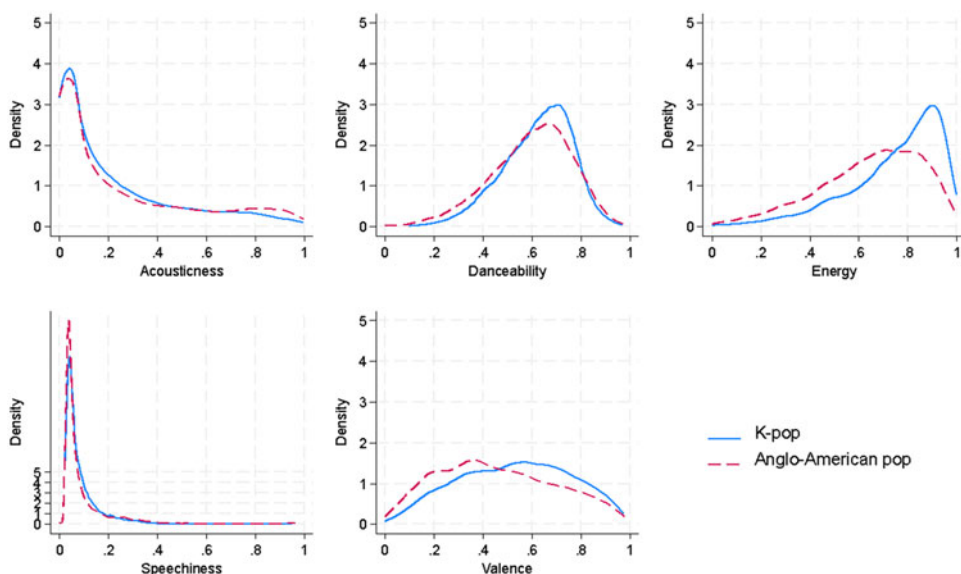 Density
5
4
3
2
1
0
0 .2 .4 .6 .8 1
Acousticness
Density
5
4
3
2
1
0
0 .2 .4 .6 .8 1
Danceability
Density
5
4
3
2
1
0
0 .2 .4 .6 .8 1
Energy
Density
5
4
3
2
1
0
0 .2 .4 .6 .8 1
Speechiness
Density
5
4
3
2
1
0
0 .2 .4 .6 .8 1
Valence
K-pop
Anglo-American pop